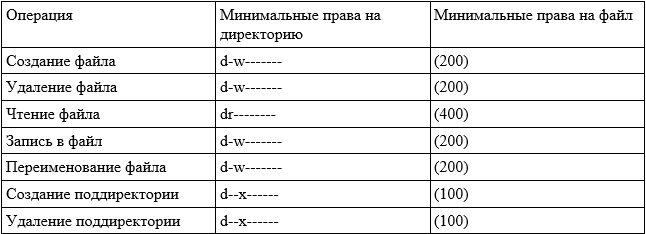 Операция Минимальные права на директорию Минимальные права на файл
Создание файла d-w------- (200)
Удаление файла d-w------- (200)
Чтение файла dr-------- (400)
Запись в файл d-w------- (200)
Переименование файла d-w------- (200)
Создание поддиректории d--x------ (100)
Удаление поддиректории d--x------ (100)